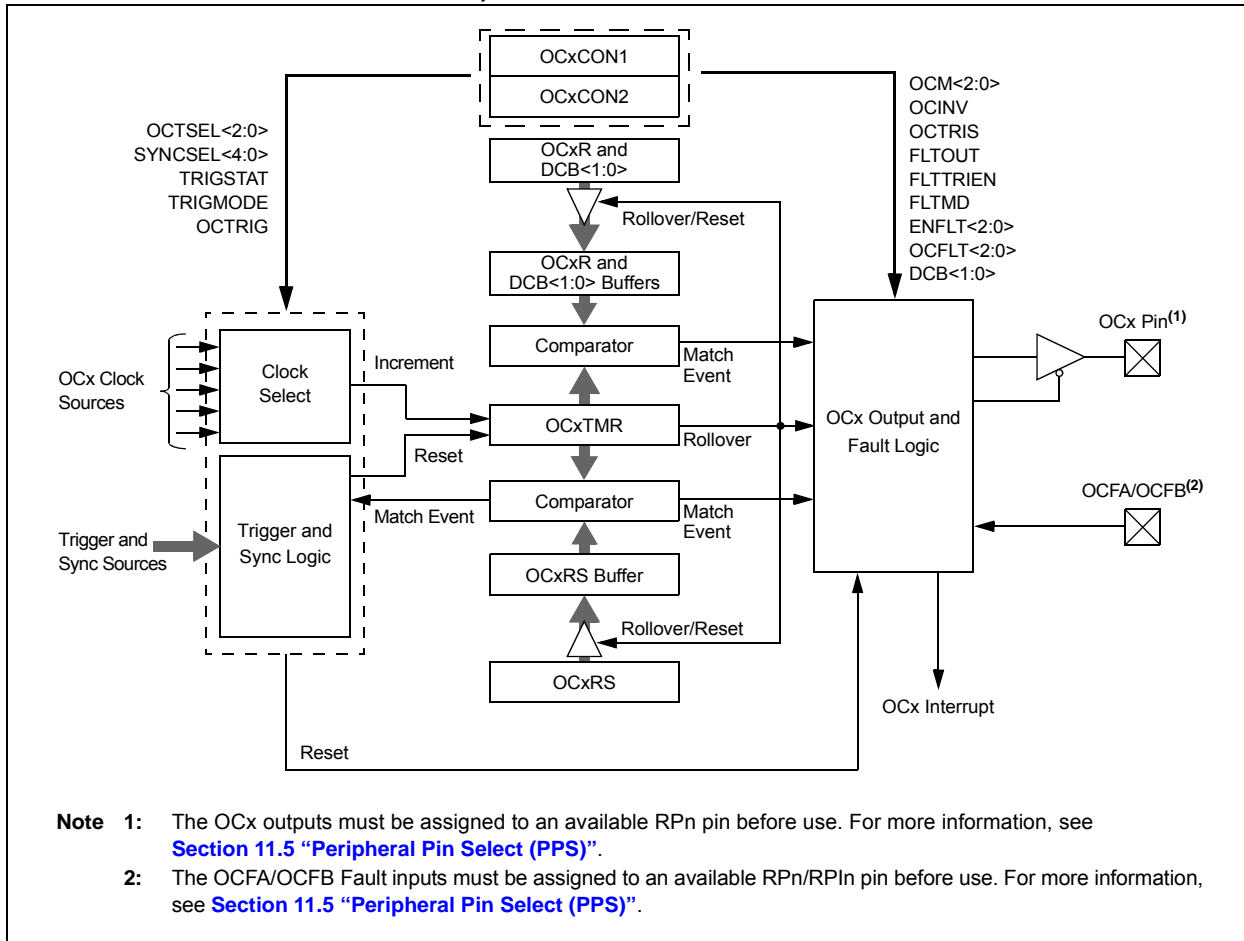 OCxCON1
OCxCON2
OCTSEL<2:0>
SYNCSEL<4:0>
TRIGSTAT
TRIGMODE
OCTRIG
OCM<2:0>
OCINV
OCTRIS
FLTOUT
FLTTRIEN
FLTMD
ENFLT<2:0>
OCFLT<2:0>
DCB<1:0>
OCxR and
DCB<1:0>
Rollover/Reset
OCxR and
DCB<1:0> Buffers
Comparator
Match
Event
OCx Clock
Sources
Clock
Select
Increment
OCxTMR
Rollover
Reset
OCx Output and
Fault Logic
OCx Pin(1)
OCFA/OCFB(2)
Trigger and
Sync Sources
Trigger and
Sync Logic
Match Event
Comparator
Match
Event
OCxRS Buffer
Rollover/Reset
OCxRS
OCx Interrupt
Reset
Note 1: The OCx outputs must be assigned to an available RPn pin before use. For more information, see
Section 11.5 “Peripheral Pin Select (PPS)”.
2: The OCFA/OCFB Fault inputs must be assigned to an available RPn/RPIn pin before use. For more information,
see Section 11.5 “Peripheral Pin Select (PPS)”.